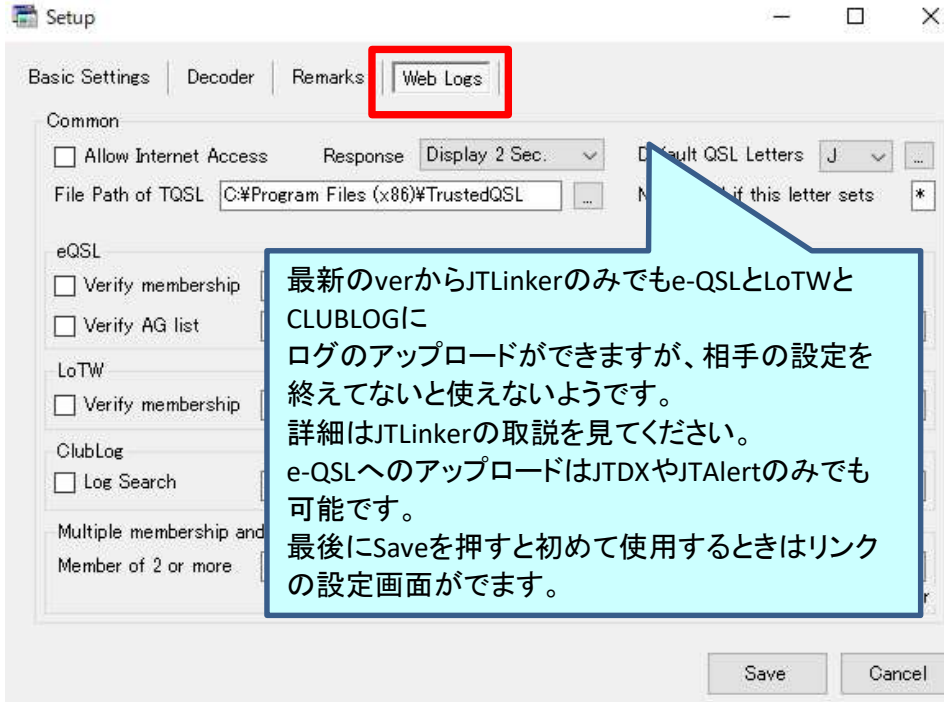 Setup
Basic Settings Decoder Remarks Web Logs
Common
Allow Internet Access Response Display 2 Sec. Default QSL Letters J ...
File Path of TQSL C:¥Program Files (x86)¥TrustedQSL ... if this letter sets *
eQSL
Verify membership
Verify AG list
LoTW
Verify membership
ClubLog
Log Search
Multiple membership and
Member of 2 or more
最新のverからJTLinkerのみでもe-QSLとLoTWと
CLUBLOGに
ログのアップロードができますが、相手の設定を
終えてないと使えないようです。
詳細はJTLinkerの取説を見てください。
e-QSLへのアップロードはJTDXやJTAlertのみでも
可能です。
最後にSaveを押すと初めて使用するときはリンク
の設定画面がでます。
Save Cancel